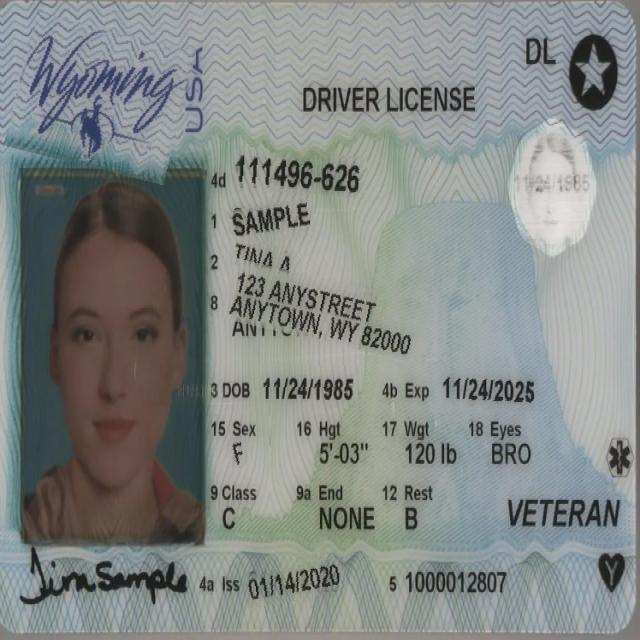 Wyoming USA
DL
DRIVER LICENSE
4d 111496-626
11/24/1985
1 SAMPLE
2 TINA A
8 123 ANYSTREET
ANYTOWN, WY 82000
3 DOB 11/24/1985 4b Exp 11/24/2025
15 Sex 16 Hgt 17 Wgt 18 Eyes
F 5'-03" 120 lb BRO
9 Class 9a End 12 Rest
C NONE B VETERAN
Tina Sample 4a Iss 01/14/2020 5 1000012807
Y